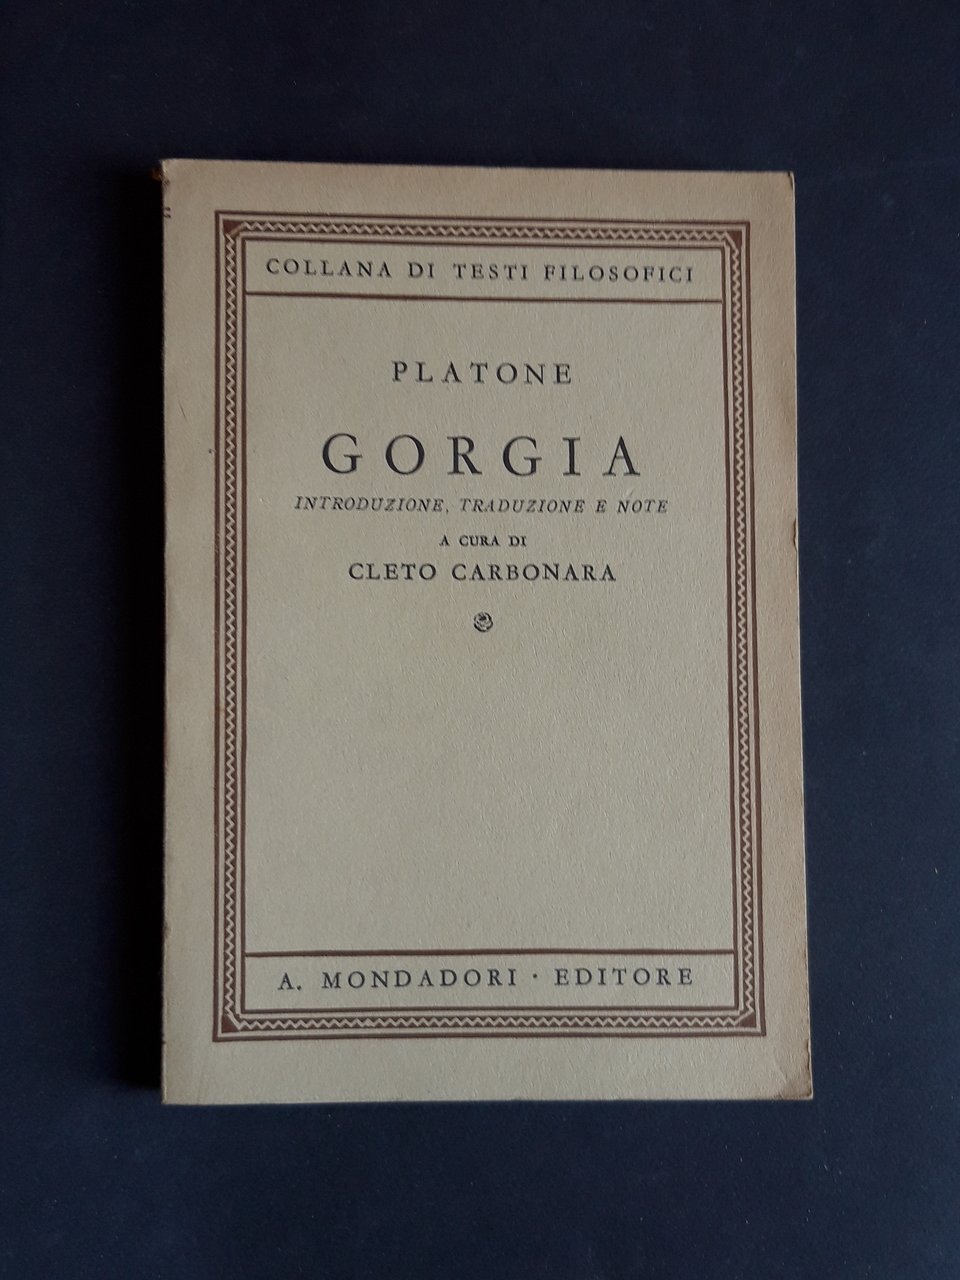 COLLANA DI TESTI FILOSOFICI
PLATONE
GORGIA
INTRODUZIONE, TRADUZIONE E NOTE
A CURA DI
CLETO CARBONARA
A. MONDADORI · EDITORE